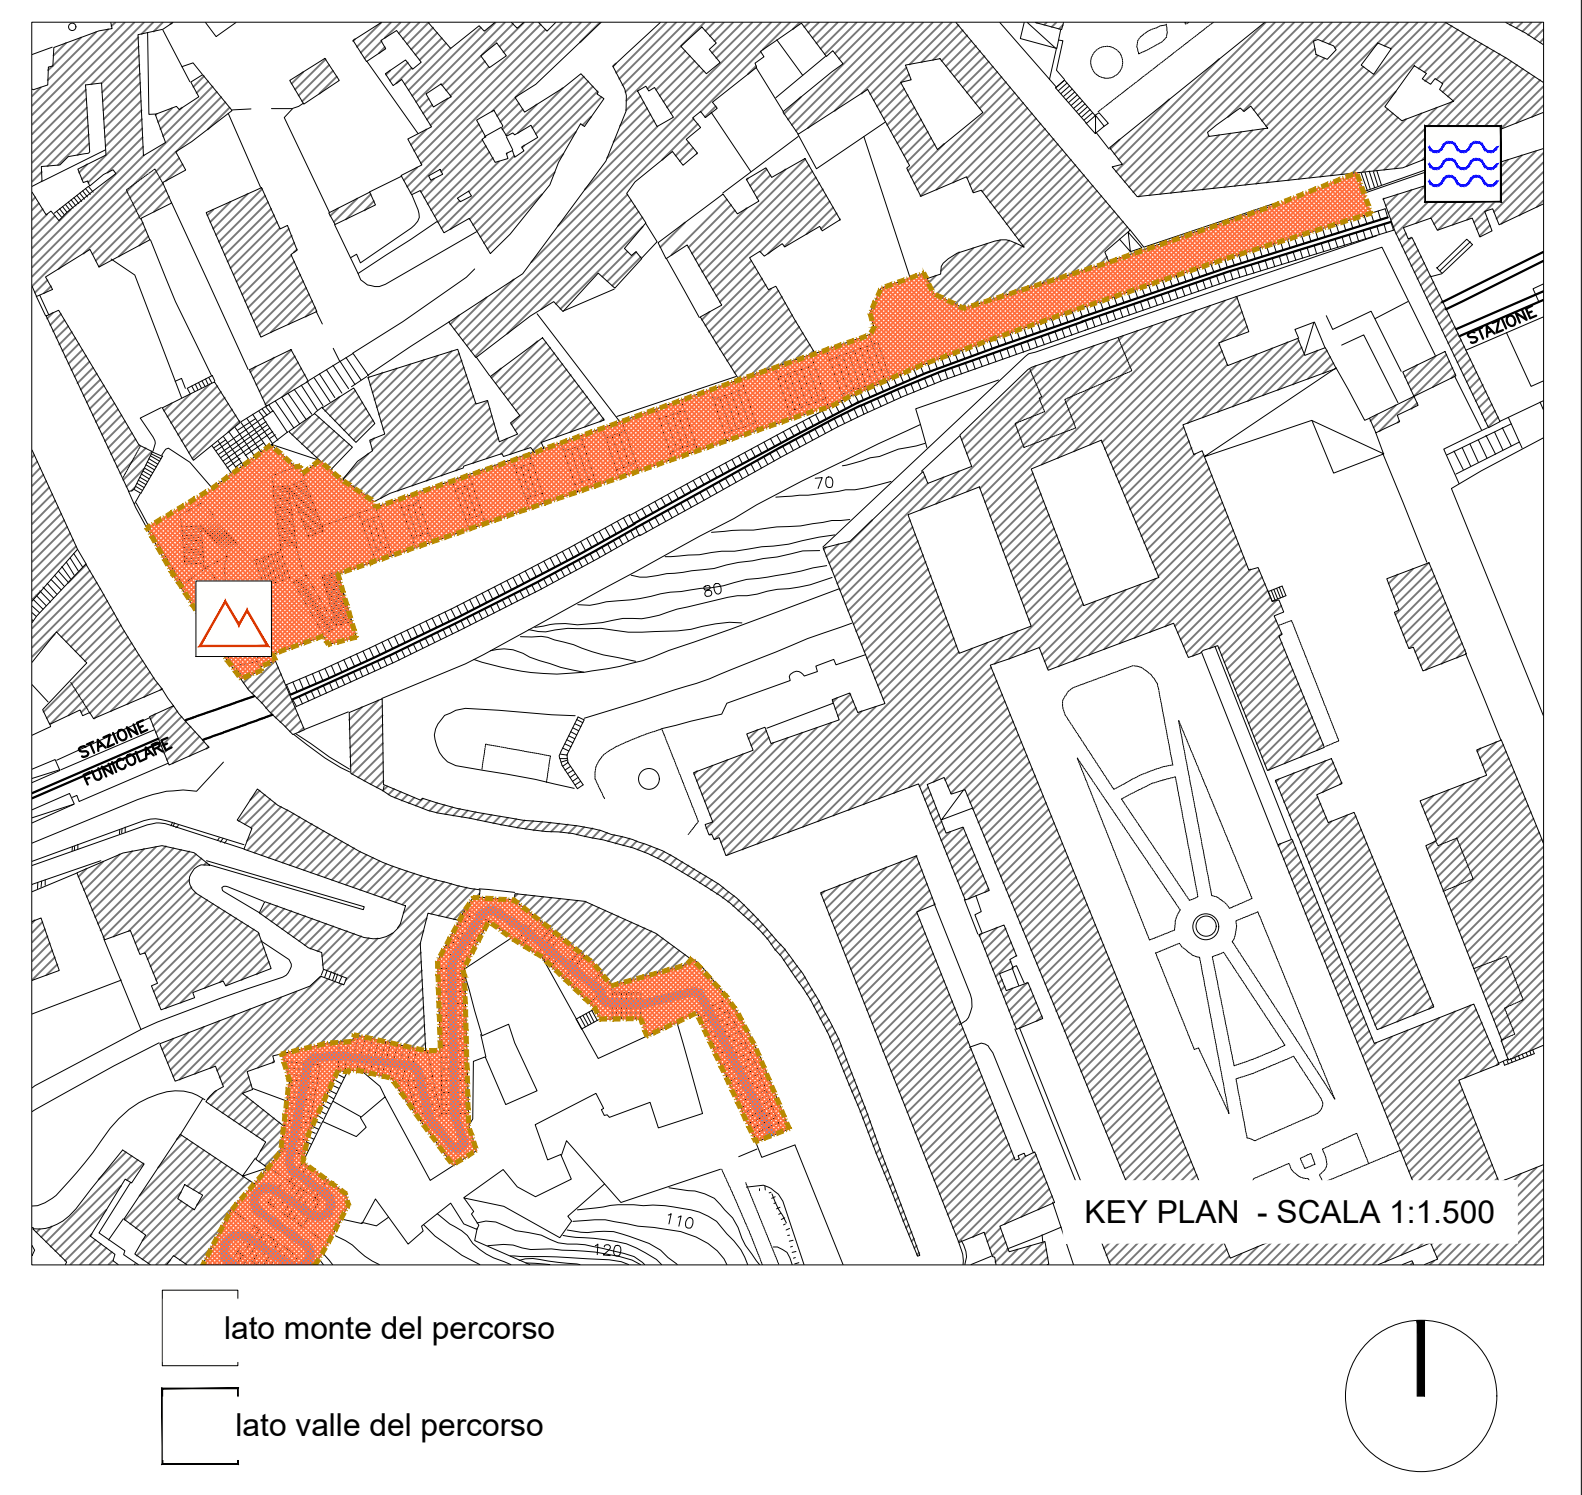 STAZIONE
70
80
STAZIONE
FUNICOLARE
110
120
KEY PLAN - SCALA 1:1.500
lato monte del percorso
lato valle del percorso